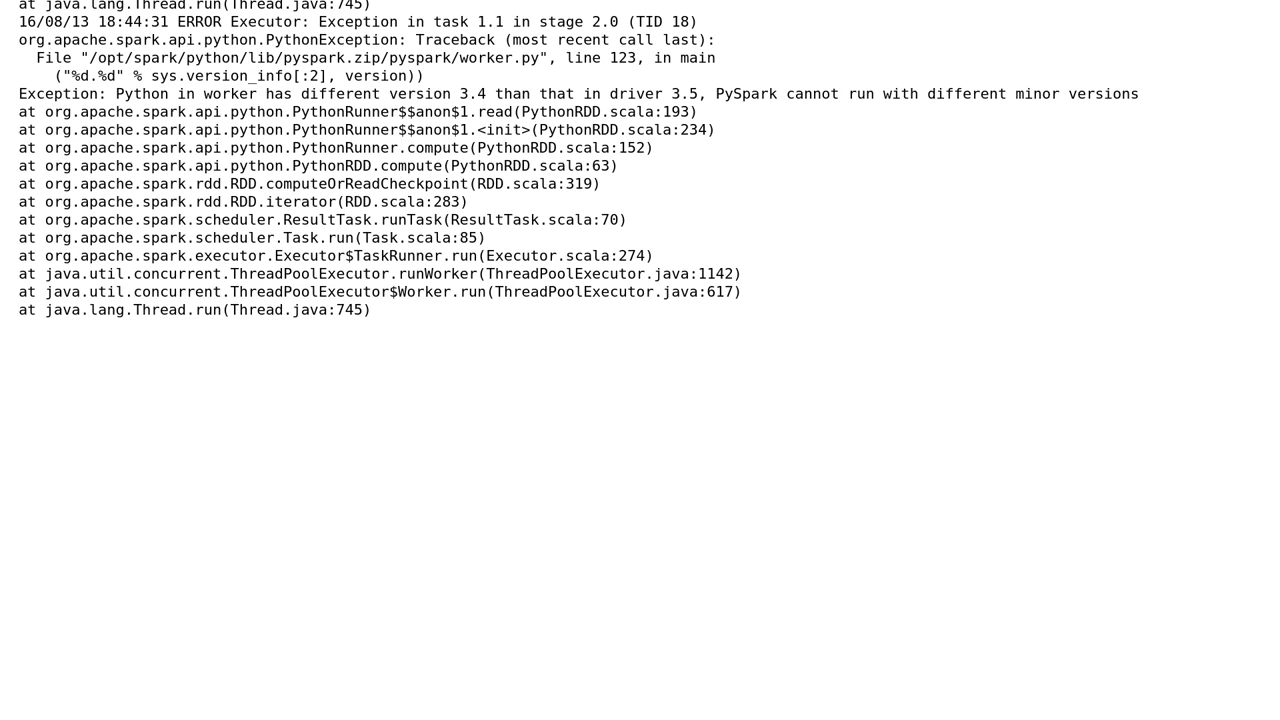 at java.lang.Thread.run(Thread.java:745)
16/08/13 18:44:31 ERROR Executor: Exception in task 1.1 in stage 2.0 (TID 18)
org.apache.spark.api.python.PythonException: Traceback (most recent call last):
  File "/opt/spark/python/lib/pyspark.zip/pyspark/worker.py", line 123, in main
    ("%d.%d" % sys.version_info[:2], version))
Exception: Python in worker has different version 3.4 than that in driver 3.5, PySpark cannot run with different minor versions
at org.apache.spark.api.python.PythonRunner$$anon$1.read(PythonRDD.scala:193)
at org.apache.spark.api.python.PythonRunner$$anon$1.<init>(PythonRDD.scala:234)
at org.apache.spark.api.python.PythonRunner.compute(PythonRDD.scala:152)
at org.apache.spark.api.python.PythonRDD.compute(PythonRDD.scala:63)
at org.apache.spark.rdd.RDD.computeOrReadCheckpoint(RDD.scala:319)
at org.apache.spark.rdd.RDD.iterator(RDD.scala:283)
at org.apache.spark.scheduler.ResultTask.runTask(ResultTask.scala:70)
at org.apache.spark.scheduler.Task.run(Task.scala:85)
at org.apache.spark.executor.Executor$TaskRunner.run(Executor.scala:274)
at java.util.concurrent.ThreadPoolExecutor.runWorker(ThreadPoolExecutor.java:1142)
at java.util.concurrent.ThreadPoolExecutor$Worker.run(ThreadPoolExecutor.java:617)
at java.lang.Thread.run(Thread.java:745)